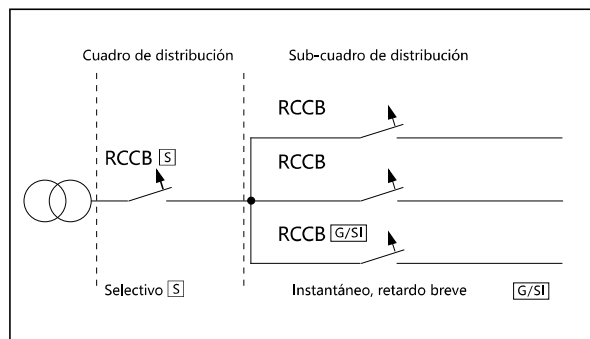 Cuadro de distribución
Sub-cuadro de distribución
RCCB
RCCB S
RCCB
RCCB G/SI
Selectivo S
Instantáneo, retardo breve G/SI